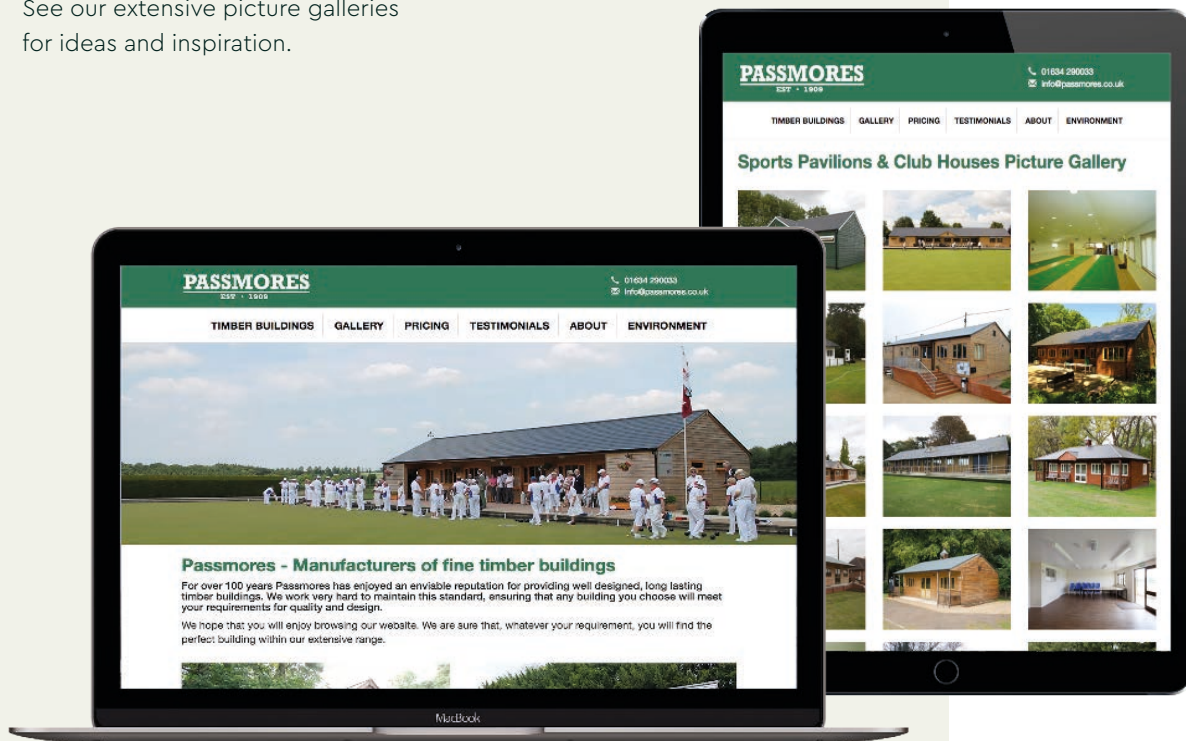 See our extensive picture galleries
for ideas and inspiration.
PASSMORES
EST • 1909
01634 290033
info@passmores.co.uk
TIMBER BUILDINGS GALLERY PRICING TESTIMONIALS ABOUT ENVIRONMENT
Sports Pavilions & Club Houses Picture Gallery
PASSMORES
EST • 1909
01634 290033
Info@passmores.co.uk
TIMBER BUILDINGS GALLERY PRICING TESTIMONIALS ABOUT ENVIRONMENT
Passmores - Manufacturers of fine timber buildings
For over 100 years Passmores has enjoyed an enviable reputation for providing well designed, long lasting
timber buildings. We work very hard to maintain this standard, ensuring that any building you choose will meet
your requirements for quality and design.
We hope that you will enjoy browsing our website. We are sure that, whatever your requirement, you will find the
perfect building within our extensive range.
MacBook